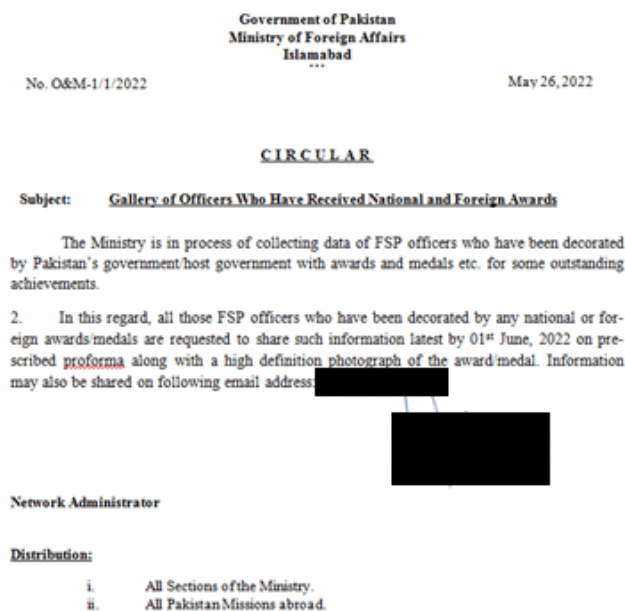 Government of Pakistan
Ministry of Foreign Affairs
Islamabad
***
No. O&M-1/1/2022 May 26, 2022
CIRCULAR
Subject: Gallery of Officers Who Have Received National and Foreign Awards
The Ministry is in process of collecting data of FSP officers who have been decorated
by Pakistan's government/host government with awards and medals etc. for some outstanding
achievements.
2. In this regard, all those FSP officers who have been decorated by any national or for-
eign awards/medals are requested to share such information latest by 01st June, 2022 on pre-
scribed proforma along with a high definition photograph of the award/medal. Information
may also be shared on following email address:
Network Administrator
Distribution:
i. All Sections of the Ministry.
ii. All Pakistan Missions abroad.